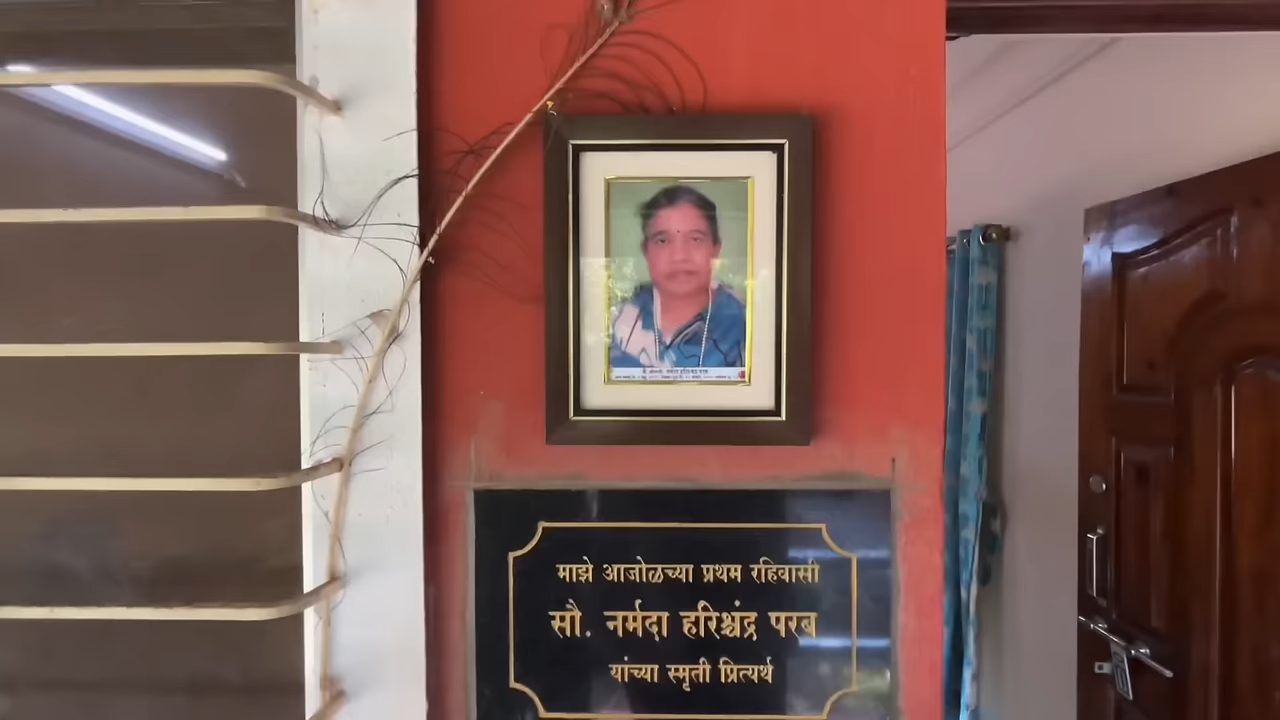 माझे आजोळच्या प्रथम रहिवासी
सौ. नर्मदा हरिश्चंद्र परब
यांच्या स्मृती प्रित्यर्थ